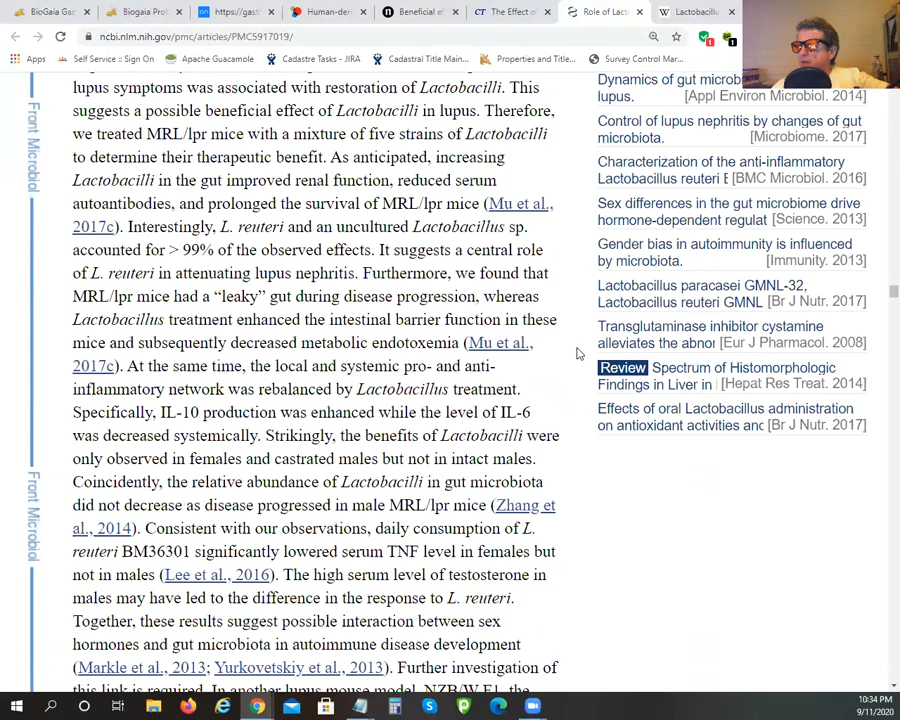 BioGaia Gas
Biogaia Pro
https://gast
Human-der
Beneficial ef
The Effect o
Role of Lact
Lactobacillu
ncbi.nlm.nih.gov/pmc/articles/PMC5917019/
Apps
Self Service :: Sign On
Apache Guacamole
Cadastre Tasks - JIRA
Cadastral Title Main...
Properties and Title...
Survey Control Mar...
lupus symptoms was associated with restoration of Lactobacilli. This
suggests a possible beneficial effect of Lactobacilli in lupus. Therefore,
we treated MRL/lpr mice with a mixture of five strains of Lactobacilli
to determine their therapeutic benefit. As anticipated, increasing
Lactobacilli in the gut improved renal function, reduced serum
autoantibodies, and prolonged the survival of MRL/lpr mice (Mu et al.,
2017c). Interestingly, L. reuteri and an uncultured Lactobacillus sp.
accounted for > 99% of the observed effects. It suggests a central role
of L. reuteri in attenuating lupus nephritis. Furthermore, we found that
MRL/lpr mice had a “leaky” gut during disease progression, whereas
Lactobacillus treatment enhanced the intestinal barrier function in these
mice and subsequently decreased metabolic endotoxemia (Mu et al.,
2017c). At the same time, the local and systemic pro- and anti-
inflammatory network was rebalanced by Lactobacillus treatment.
Specifically, IL-10 production was enhanced while the level of IL-6
was decreased systemically. Strikingly, the benefits of Lactobacilli were
only observed in females and castrated males but not in intact males.
Coincidently, the relative abundance of Lactobacilli in gut microbiota
did not decrease as disease progressed in male MRL/lpr mice (Zhang et
al., 2014). Consistent with our observations, daily consumption of L.
reuteri BM36301 significantly lowered serum TNF level in females but
not in males (Lee et al., 2016). The high serum level of testosterone in
males may have led to the difference in the response to L. reuteri.
Together, these results suggest possible interaction between sex
hormones and gut microbiota in autoimmune disease development
(Markle et al., 2013; Yurkovetskiy et al., 2013). Further investigation of
this link is required. In another lupus mouse model, NZB/W F1, the
Front Microbiol
Front Microbiol
Dynamics of gut microb
lupus. [Appl Environ Microbiol. 2014]
Control of lupus nephritis by changes of gut
microbiota. [Microbiome. 2017]
Characterization of the anti-inflammatory
Lactobacillus reuteri [BMC Microbiol. 2016]
Sex differences in the gut microbiome drive
hormone-dependent regulat [Science. 2013]
Gender bias in autoimmunity is influenced
by microbiota. [Immunity. 2013]
Lactobacillus paracasei GMNL-32,
Lactobacillus reuteri GMNL [Br J Nutr. 2017]
Transglutaminase inhibitor cystamine
alleviates the abnor [Eur J Pharmacol. 2008]
Review Spectrum of Histomorphologic
Findings in Liver in [Hepat Res Treat. 2014]
Effects of oral Lactobacillus administration
on antioxidant activities and [Br J Nutr. 2017]
10:34 PM
9/11/2020